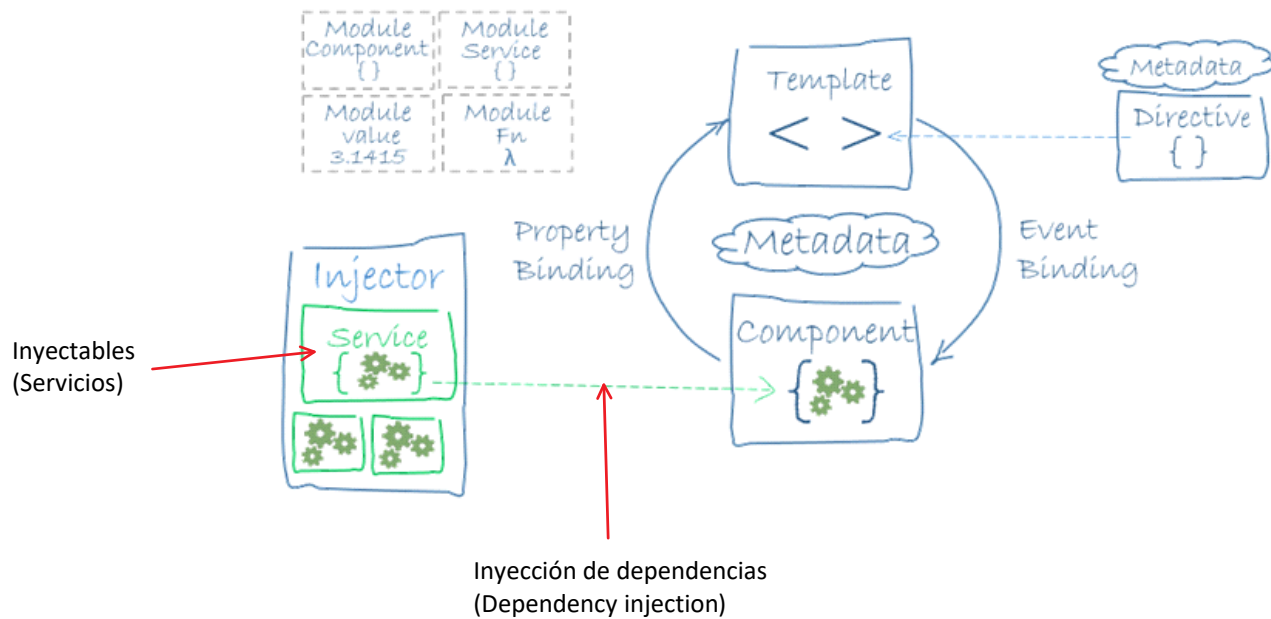 Module
Component
{ }
Module
Service
{ }
Module
value
3.1415
Module
Fn
λ
Template
< >
Metadata
Directive
{ }
Property
Binding
Metadata
Event
Binding
Injector
Service
{ }
Component
{ }
Inyectables
(Servicios)
Inyección de dependencias
(Dependency injection)